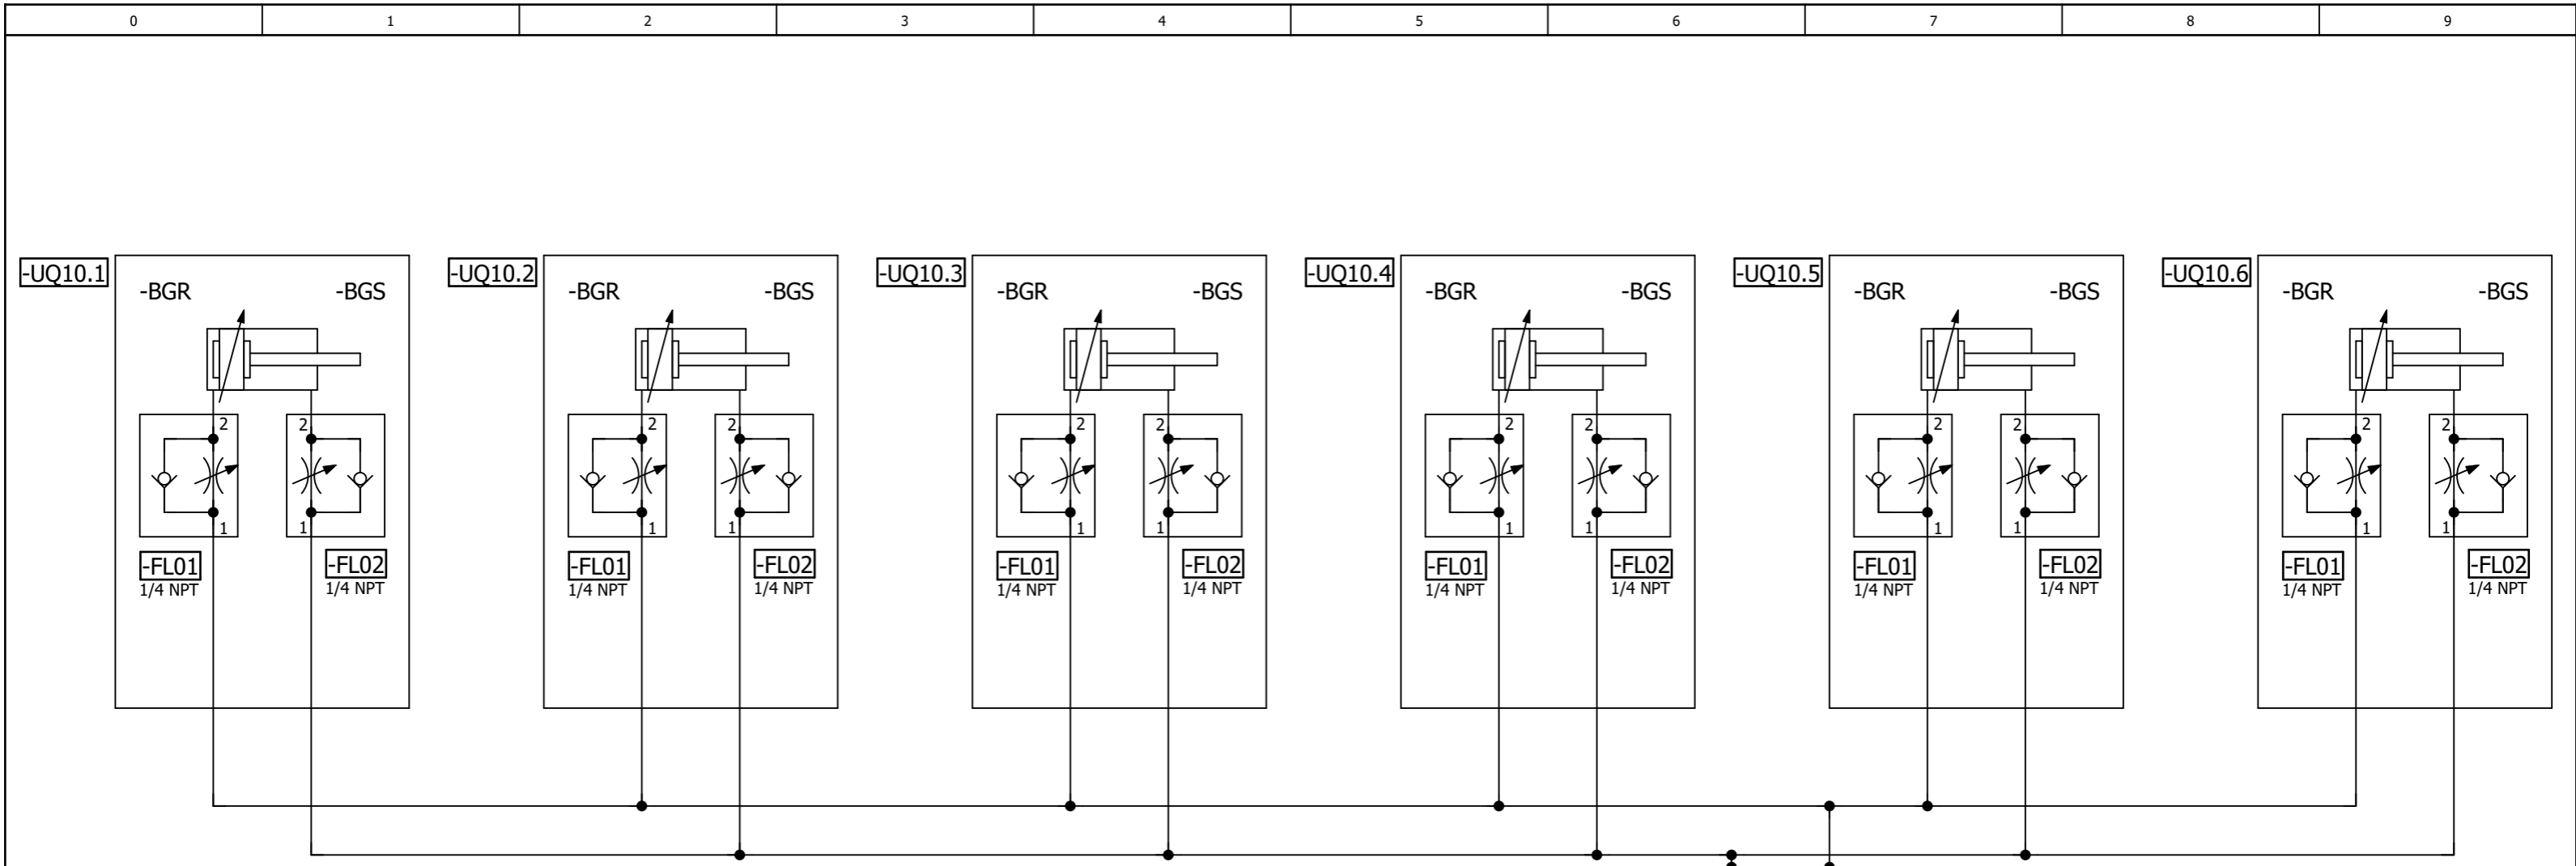 0 1 2 3 4 5 6 7 8 9
-UQ10.1 -UQ10.2 -UQ10.3 -UQ10.4 -UQ10.5 -UQ10.6
-BGR -BGS -BGR -BGS -BGR -BGS -BGR -BGS -BGR -BGS -BGR -BGS
2 2 2 2 2 2 2 2 2 2 2 2
1 1 1 1 1 1 1 1 1 1 1 1
-FL01 -FL02 -FL01 -FL02 -FL01 -FL02 -FL01 -FL02 -FL01 -FL02 -FL01 -FL02
1/4 NPT 1/4 NPT 1/4 NPT 1/4 NPT 1/4 NPT 1/4 NPT 1/4 NPT 1/4 NPT 1/4 NPT 1/4 NPT 1/4 NPT 1/4 NPT